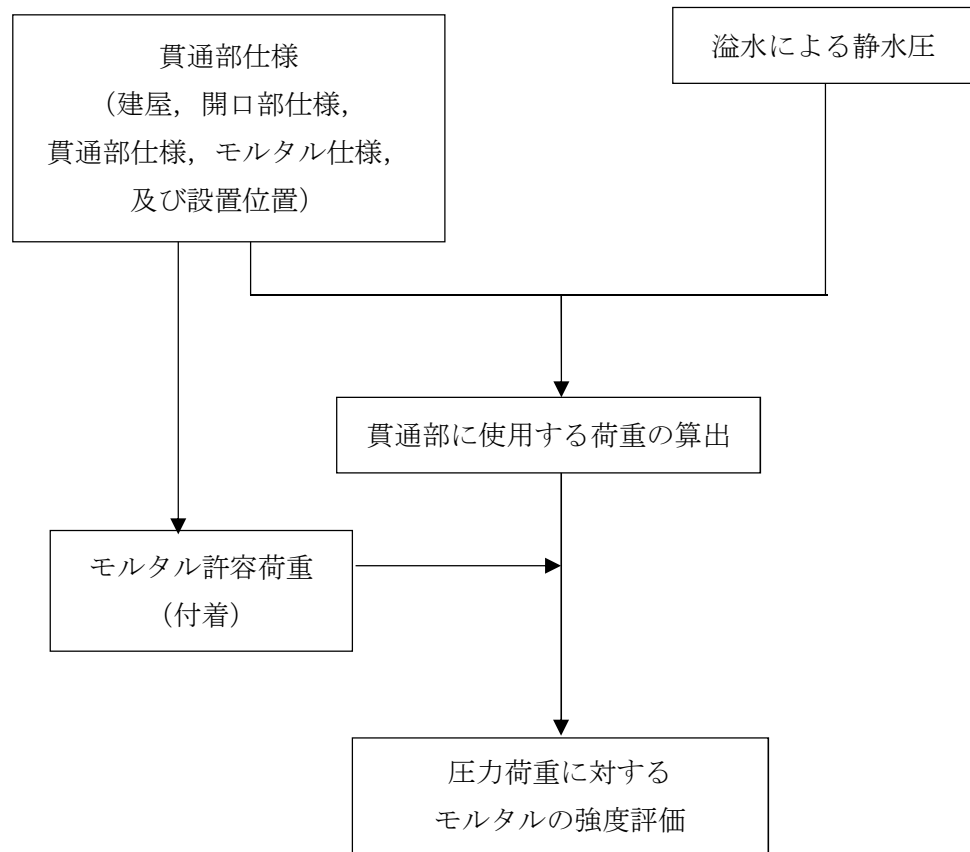 貫通部仕様
（建屋，開口部仕様，
貫通部仕様，モルタル仕様，
及び設置位置）
溢水による静水圧
貫通部に使用する荷重の算出
モルタル許容荷重
（付着）
圧力荷重に対する
モルタルの強度評価